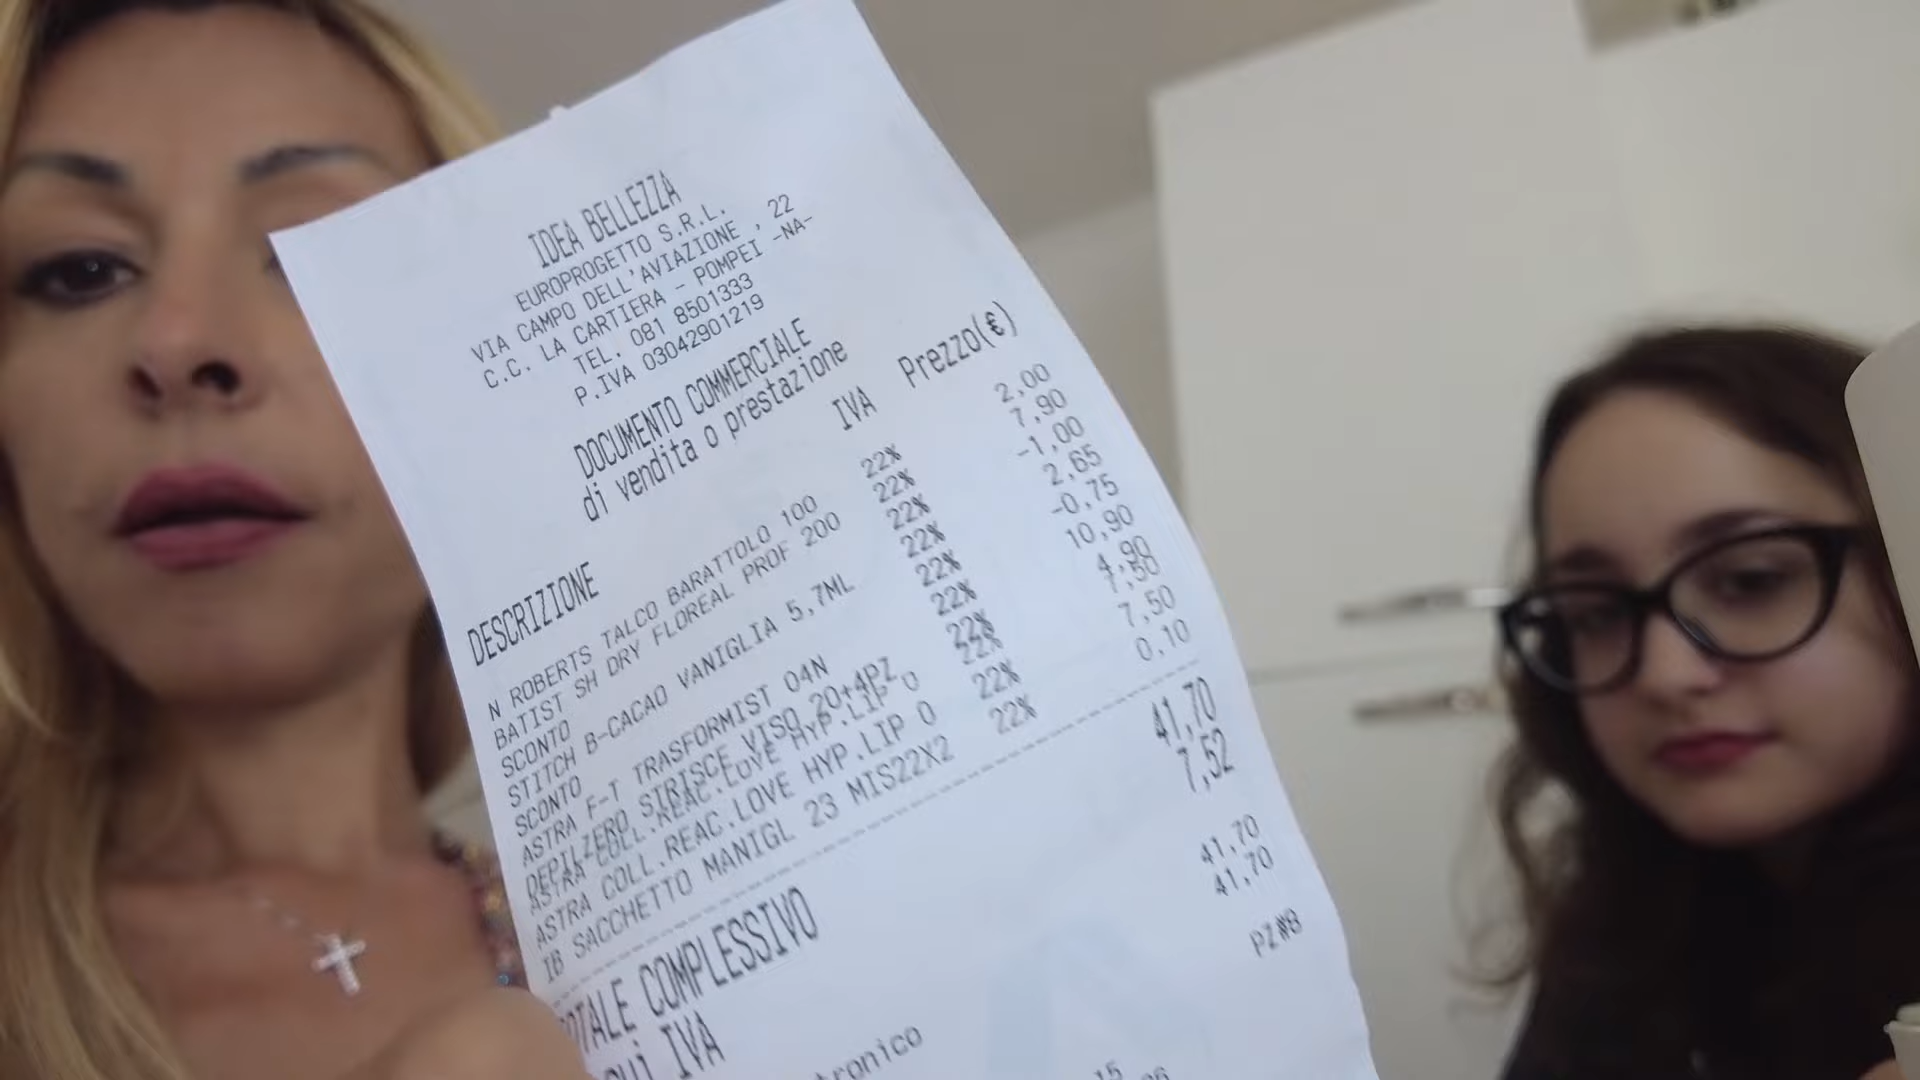 IDEA BELLEZZA
EUROPROGETTO S.R.L.
VIA CAMPO DELL'AVIAZIONE , 22
C.C. LA CARTIERA - POMPEI -NA-
TEL. 081 8501333
P.IVA 03042901219
DOCUMENTO COMMERCIALE
di vendita o prestazione
DESCRIZIONE IVA Prezzo(€)
N ROBERTS TALCO BARATTOLO 100 22% 2,00
BATIST SH DRY FLOREAL PROF 200 22% 7,90
SCONTO 22% -1,00
STITCH B-CACAO VANIGLIA 5,7ML 22% 2,65
SCONTO 22% -0,75
ASTRA F-T TRASFORMIST 04N 22% 10,90
DEPILZERO STRISCE VISO 20+4PZ 22% 4,90
ASTRA COLL.REAC.LOVE HYP.LIP 0 22% 7,50
ASTRA COLL.REAC.LOVE HYP.LIP 0 22% 7,50
IB SACCHETTO MANIGL 23 MIS22X2 22% 0,10
TOTALE COMPLESSIVO 41,70
IVA 7,52
41,70
41,70
PZ#8